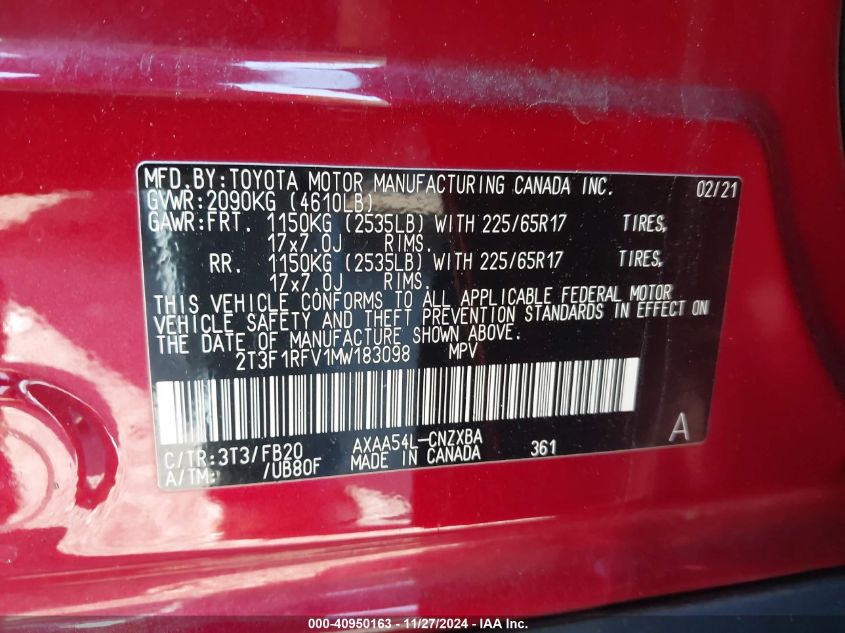 MFD.BY:TOYOTA MOTOR MANUFACTURING CANADA INC. 02/21
GVWR:2090KG (4610LB)
GAWR:FRT. 1150KG (2535LB) WITH 225/65R17 TIRES,
17x7.0J RIMS.
RR. 1150KG (2535LB) WITH 225/65R17 TIRES,
17x7.0J RIMS.
THIS VEHICLE CONFORMS TO ALL APPLICABLE FEDERAL MOTOR
VEHICLE SAFETY AND THEFT PREVENTION STANDARDS IN EFFECT ON
THE DATE OF MANUFACTURE SHOWN ABOVE.
2T3F1RFV1MW183098 MPV
C/TR:3T3/FB20 AXAA54L-CNZXBA 361 A
A/TM: /UB80F MADE IN CANADA
000-40950163 - 11/27/2024 - IAAI.com